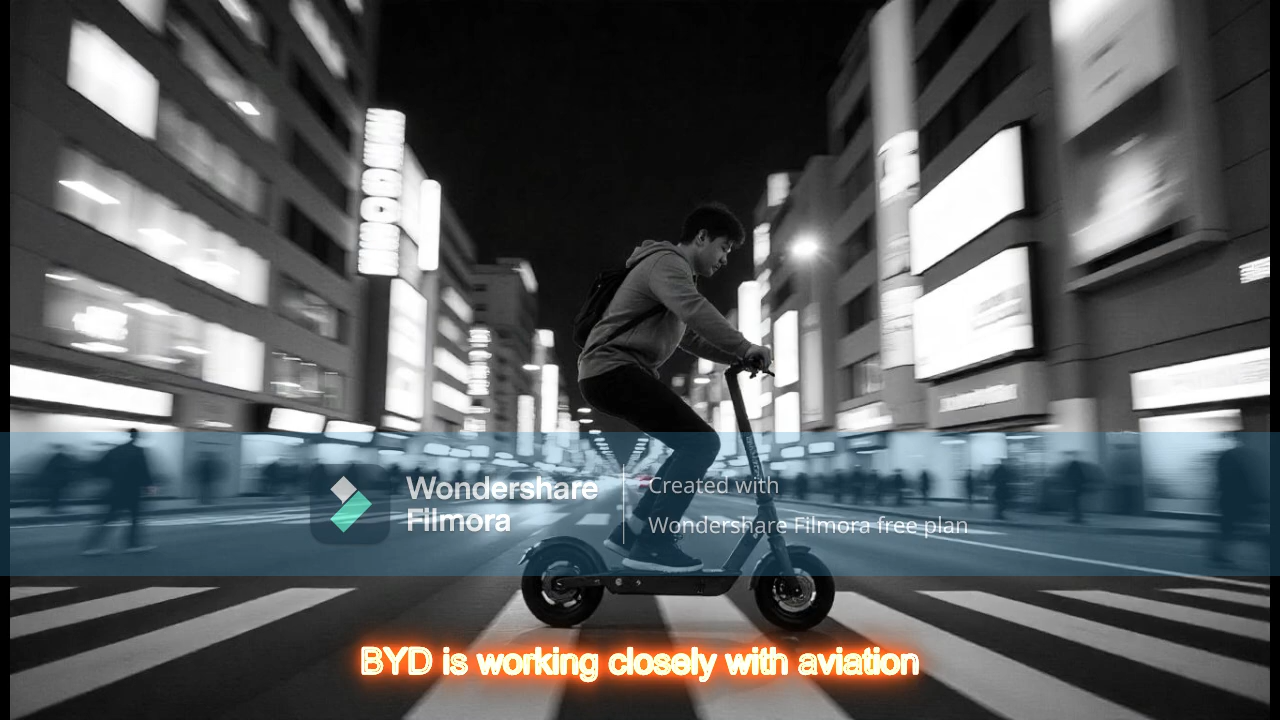 Wondershare
Filmora
Created with
Wondershare Filmora free plan
BYD is working closely with aviation